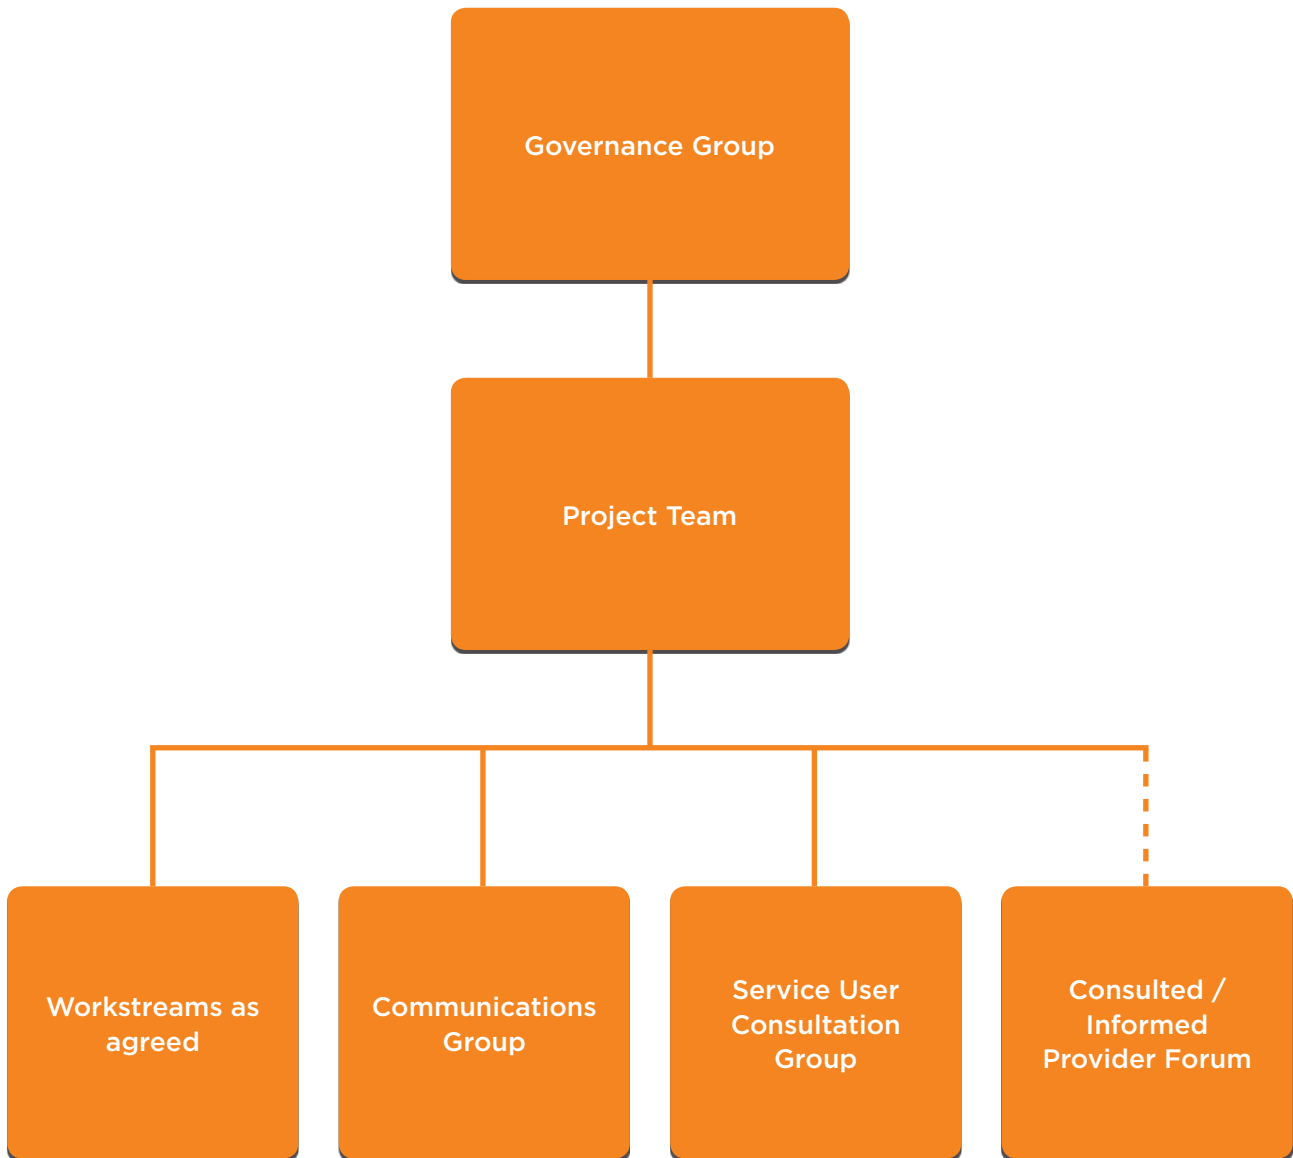 Governance Group
Project Team
Workstreams as
agreed
Communications
Group
Service User
Consultation
Group
Consulted /
Informed
Provider Forum